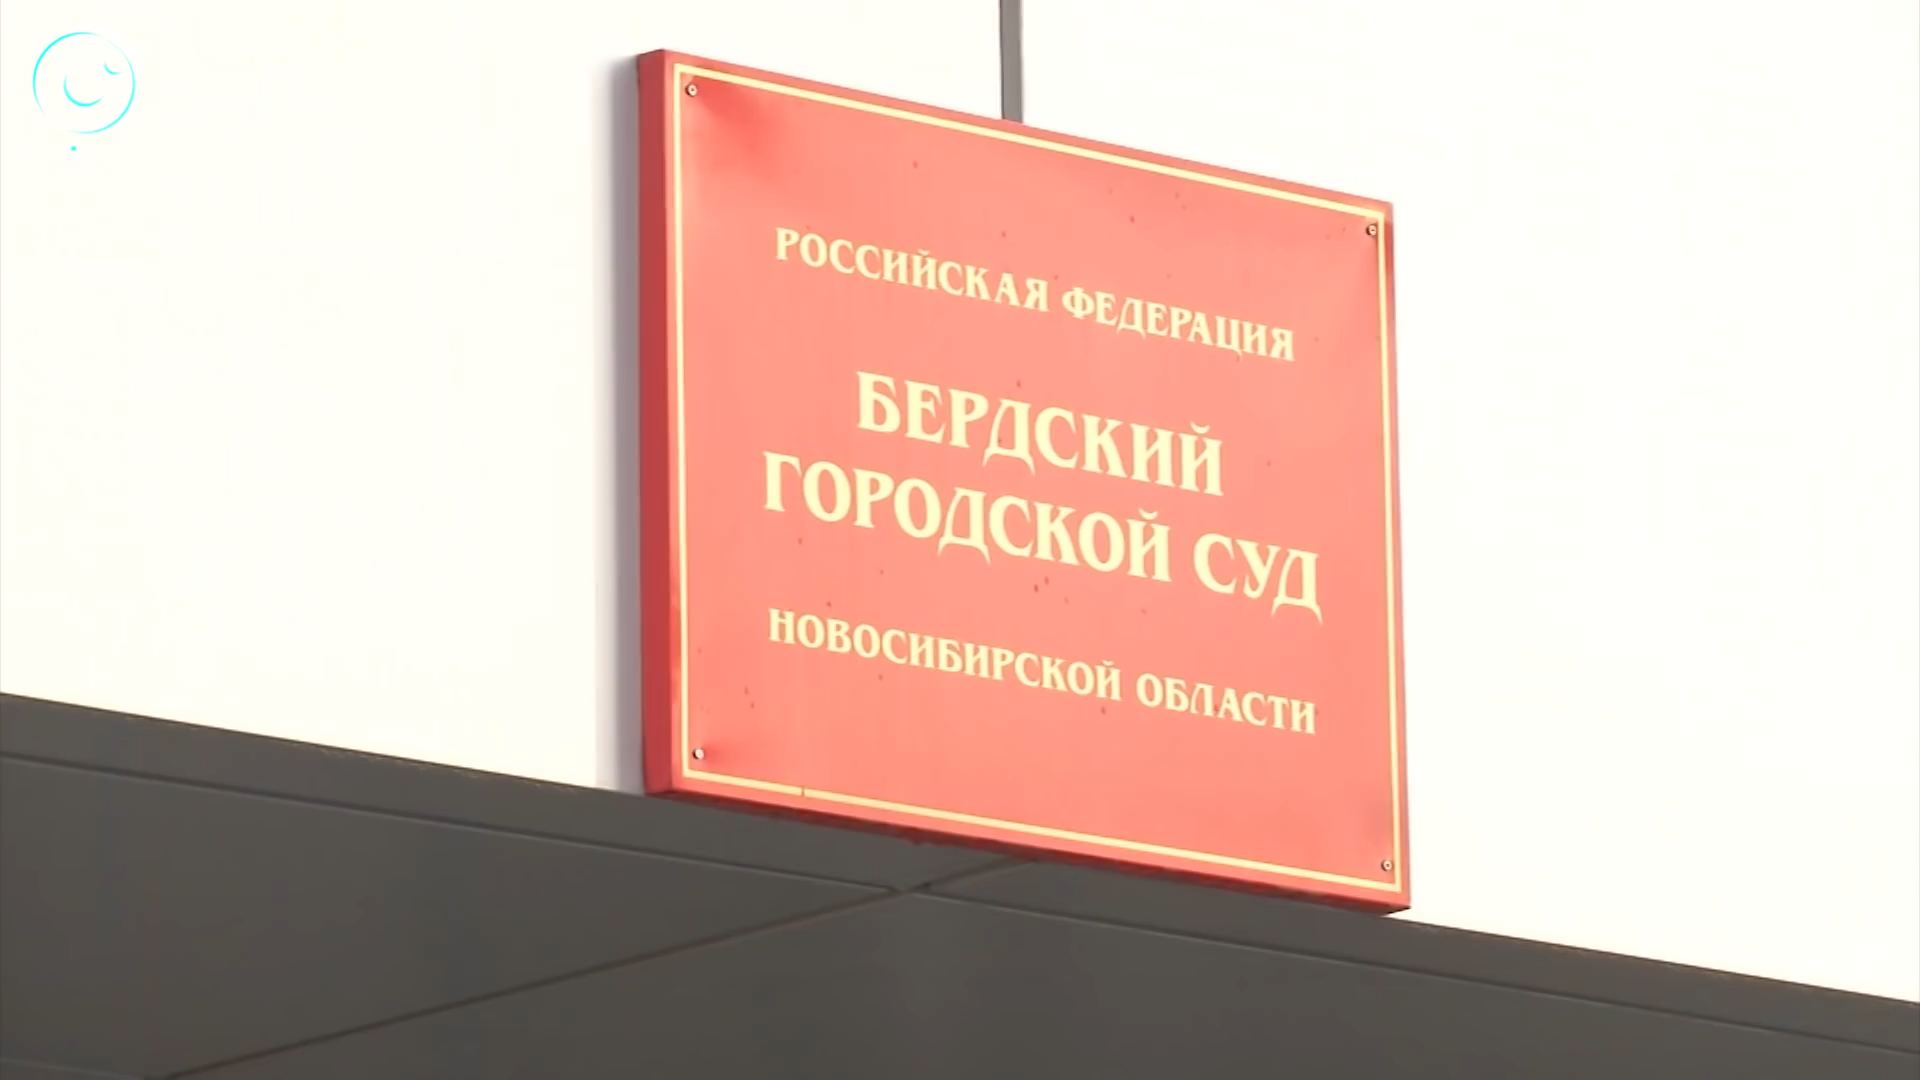 РОССИЙСКАЯ ФЕДЕРАЦИЯ
БЕРДСКИЙ
ГОРОДСКОЙ СУД
НОВОСИБИРСКОЙ ОБЛАСТИ